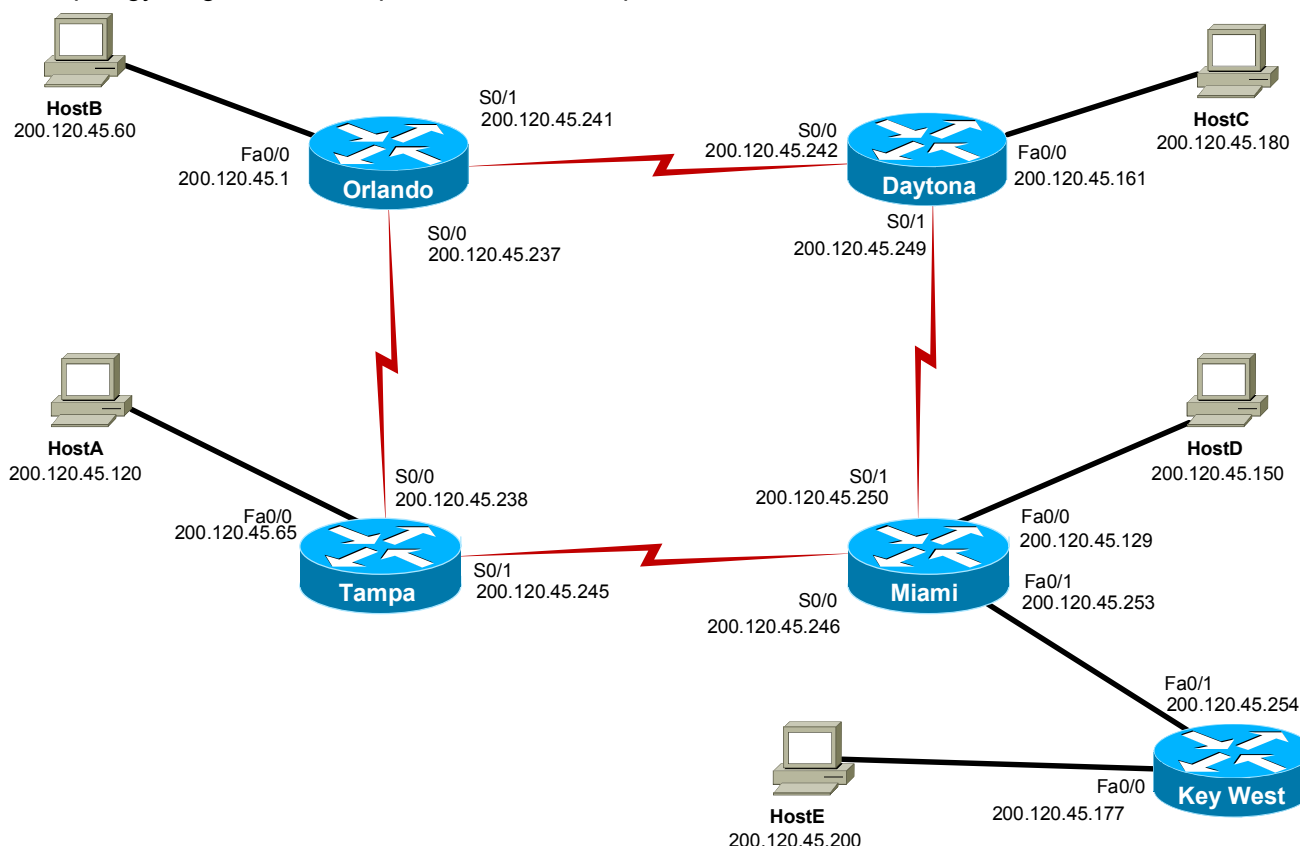 HostB
200.120.45.60
S0/1
200.120.45.241
Fa0/0
200.120.45.1
Orlando
S0/0
200.120.45.237
S0/0
200.120.45.242
Daytona
Fa0/0
200.120.45.161
HostC
200.120.45.180
S0/1
200.120.45.249
HostA
200.120.45.120
S0/0
200.120.45.238
Fa0/0
200.120.45.65
Tampa
S0/1
200.120.45.245
S0/1
200.120.45.250
HostD
200.120.45.150
Fa0/0
200.120.45.129
Miami
Fa0/1
200.120.45.253
S0/0
200.120.45.246
Fa0/1
200.120.45.254
Key West
Fa0/0
200.120.45.177
HostE
200.120.45.200